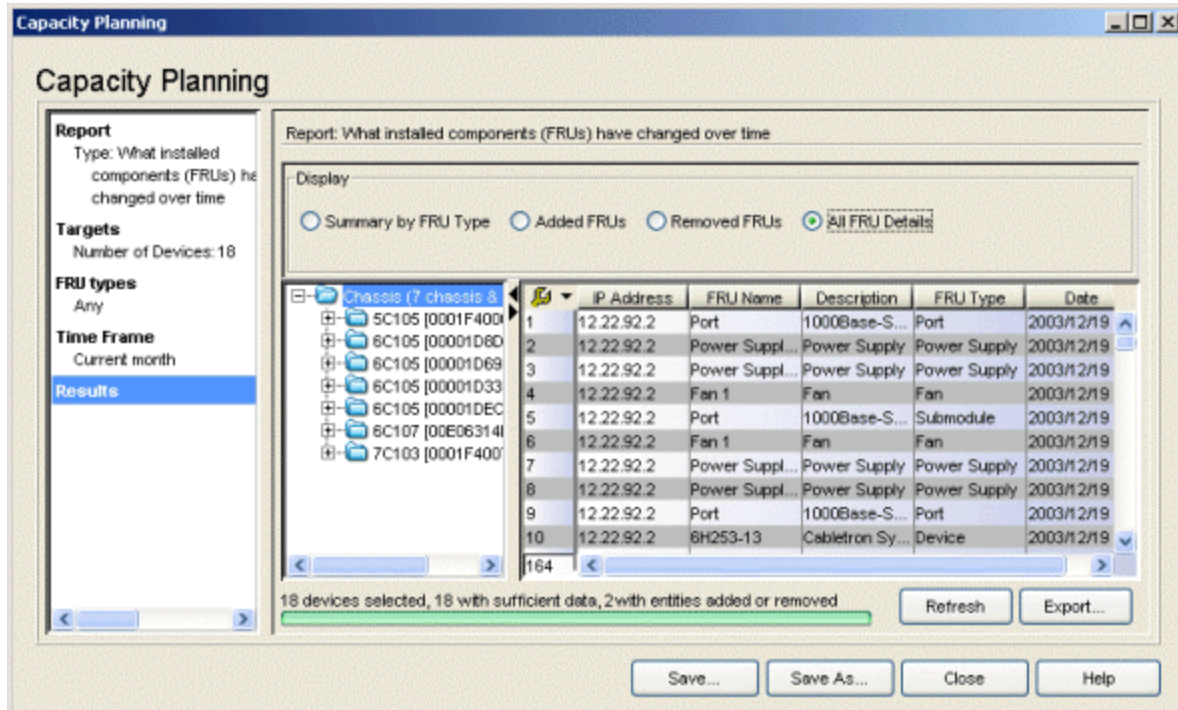 Capacity Planning
Capacity Planning
Report
Type: What installed
components (FRUs) ha
changed over time
Targets
Number of Devices: 18
FRU types
Any
Time Frame
Current month
Results
Report: What installed components (FRUs) have changed over time
Display
Summary by FRU Type Added FRUs Removed FRUs All FRU Details
Chassis (7 chassis &
5C105 [0001F400
6C105 [00001D8D
6C105 [00001D69
6C105 [00001D33
6C105 [00001DEC
6C107 [00E06314
7C103 [0001F400
IP Address FRU Name Description FRU Type Date
1 12.22.92.2 Port 1000Base-S... Port 2003/12/19
2 12.22.92.2 Power Suppl... Power Supply Power Supply 2003/12/19
3 12.22.92.2 Power Suppl... Power Supply Power Supply 2003/12/19
4 12.22.92.2 Fan 1 Fan Fan 2003/12/19
5 12.22.92.2 Port 1000Base-S... Submodule 2003/12/19
6 12.22.92.2 Fan 1 Fan Fan 2003/12/19
7 12.22.92.2 Power Suppl... Power Supply Power Supply 2003/12/19
8 12.22.92.2 Power Suppl... Power Supply Power Supply 2003/12/19
9 12.22.92.2 Port 1000Base-S... Port 2003/12/19
10 12.22.92.2 6H253-13 Cabletron Sy... Device 2003/12/19
164
18 devices selected, 18 with sufficient data, 2with entities added or removed
Refresh Export...
Save... Save As... Close Help